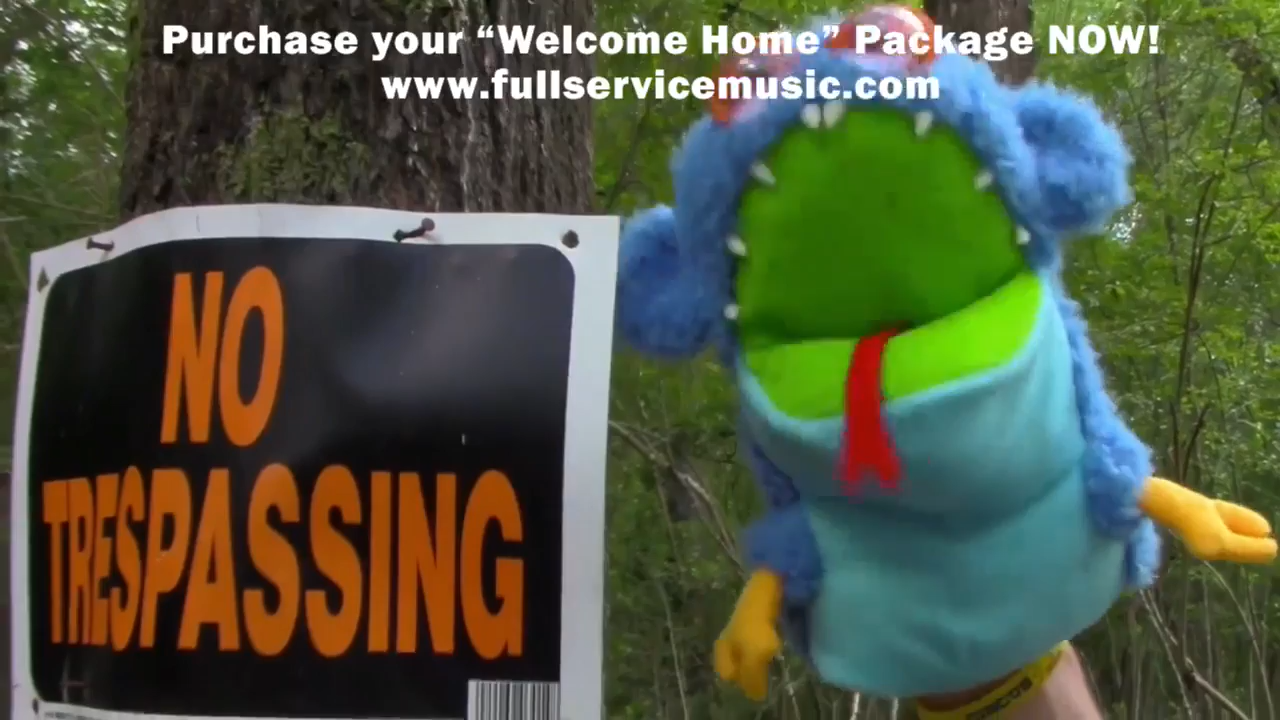 Purchase your “Welcome Home” Package NOW!
www.fullservicemusic.com
NO
TRESPASSING